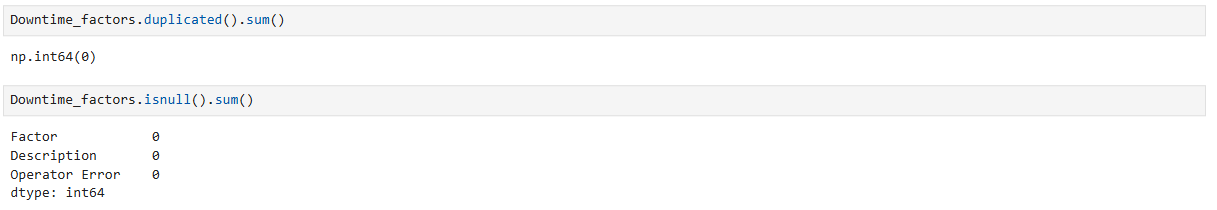 Downtime_factors.duplicated().sum()
np.int64(0)
Downtime_factors.isnull().sum()
Factor 0
Description 0
Operator Error 0
dtype: int64